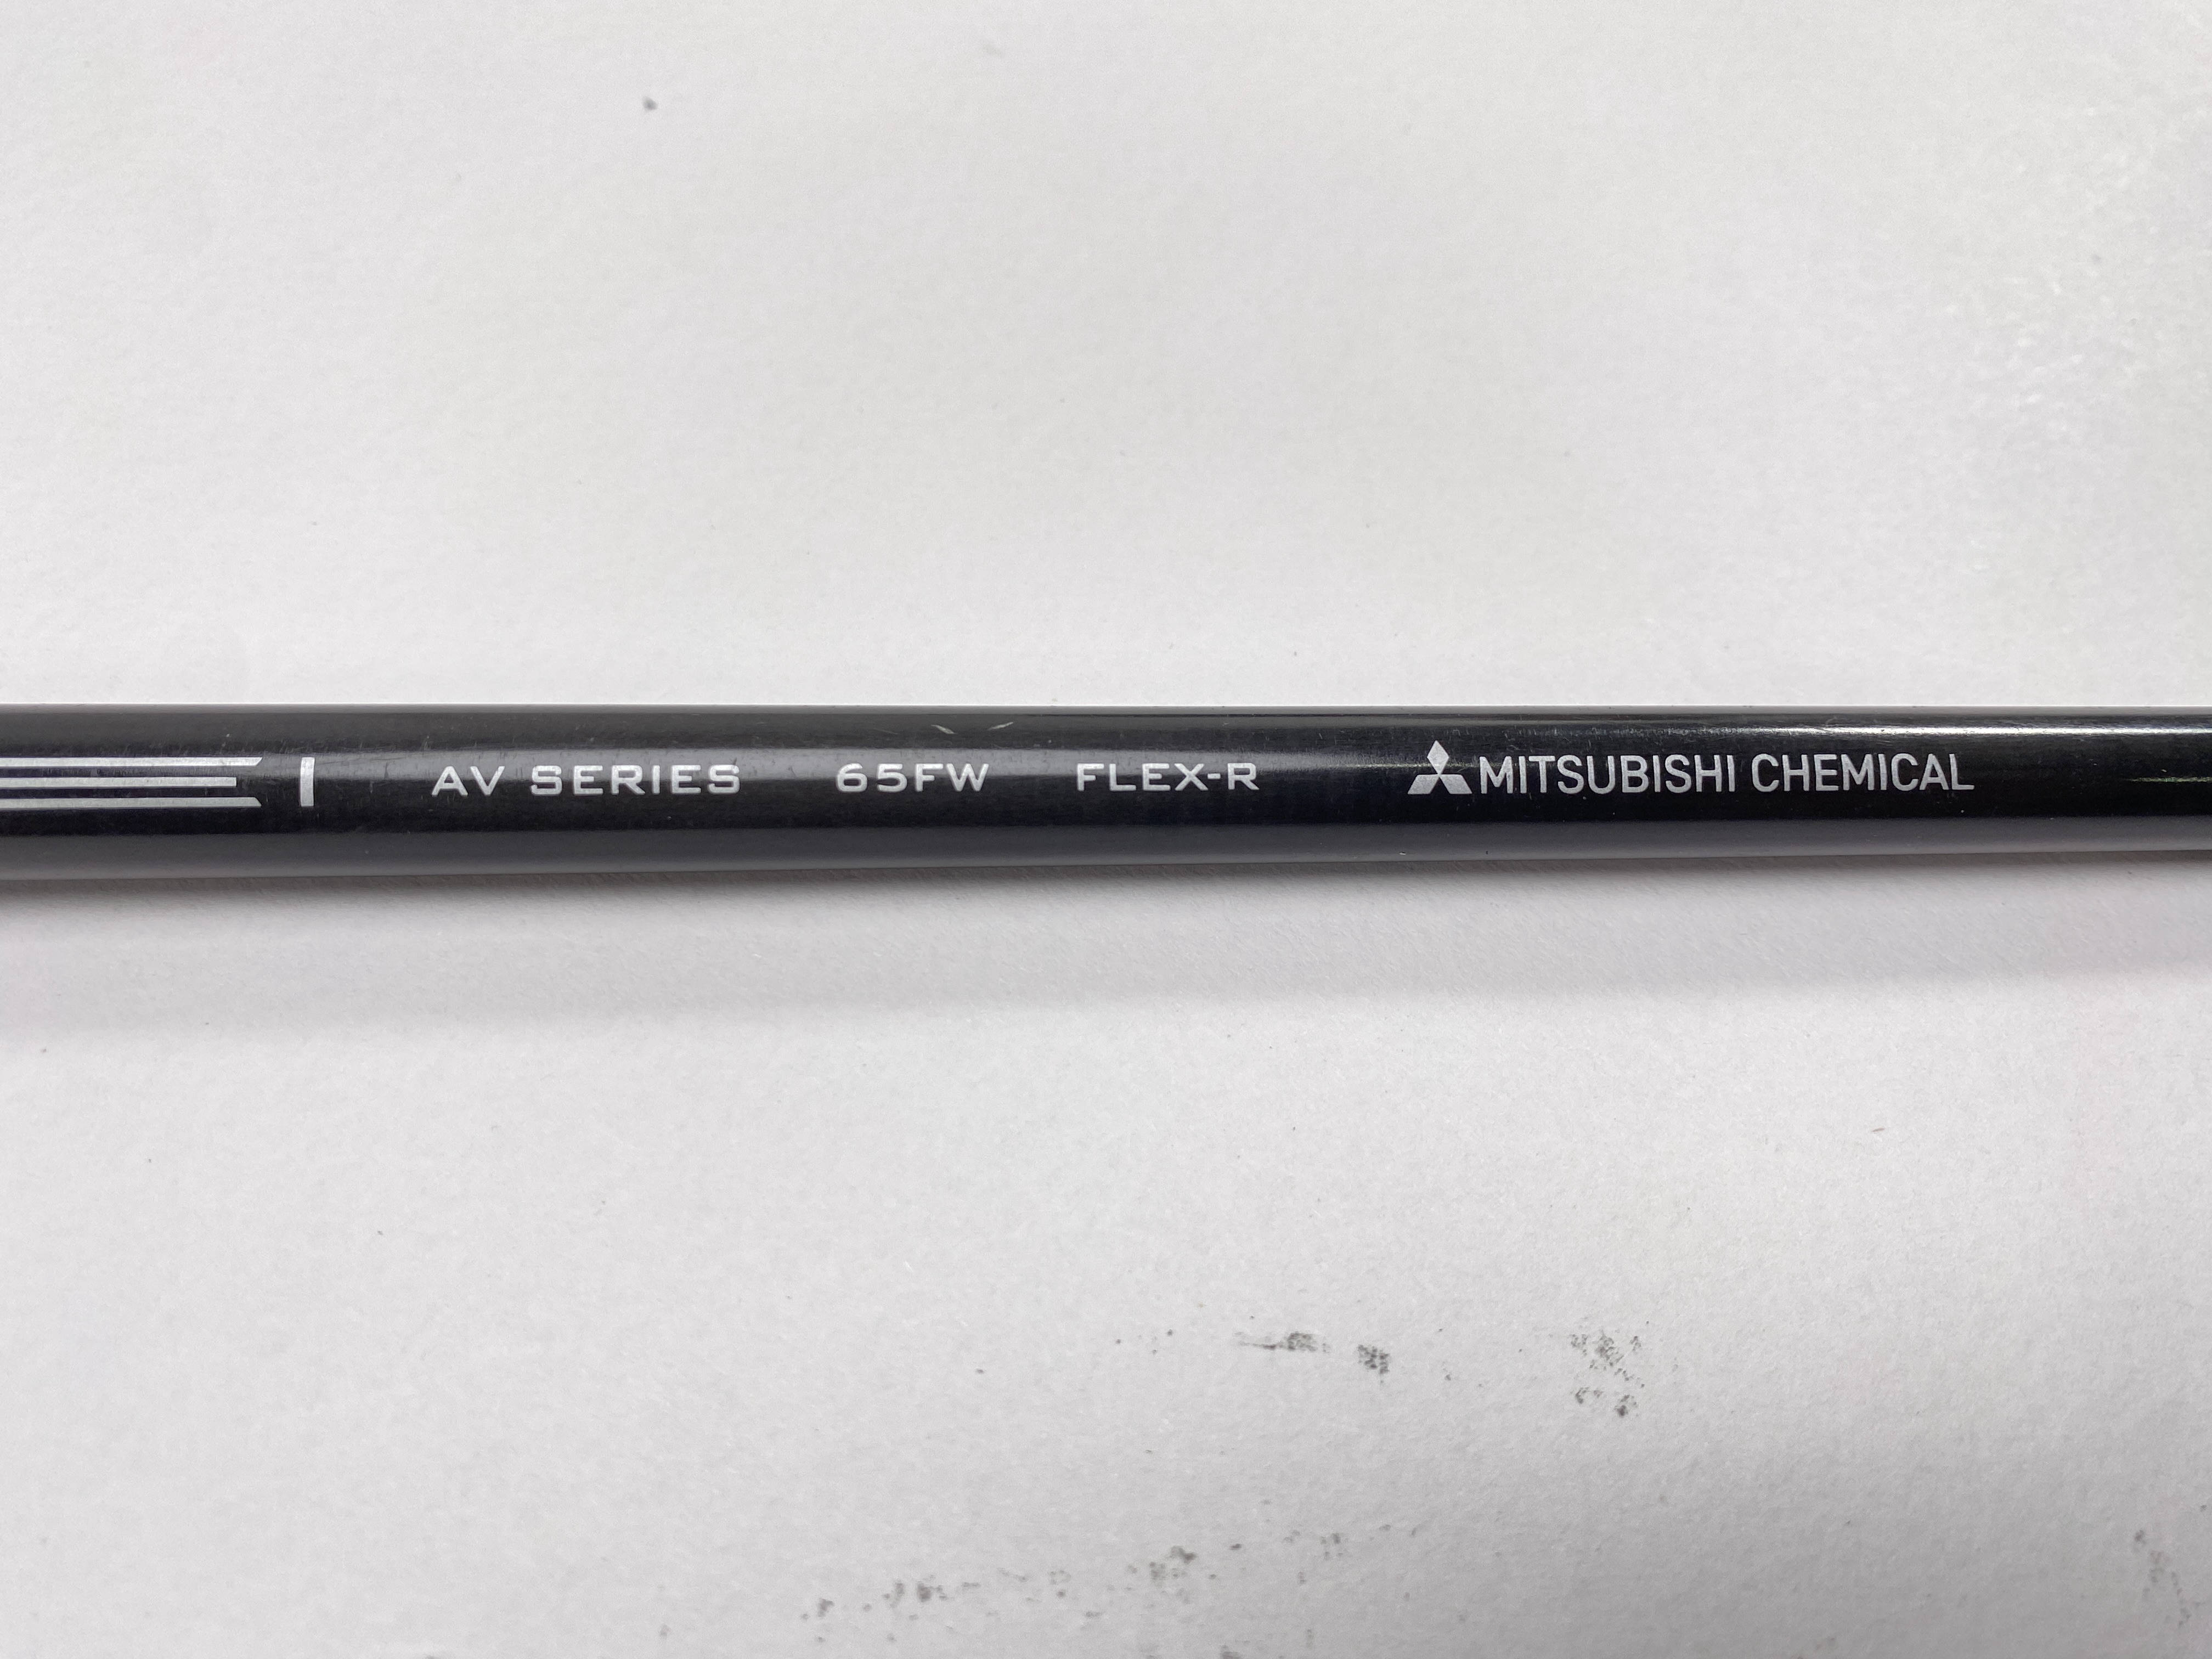 AV SERIES 65FW FLEX-R MITSUBISHI CHEMICAL